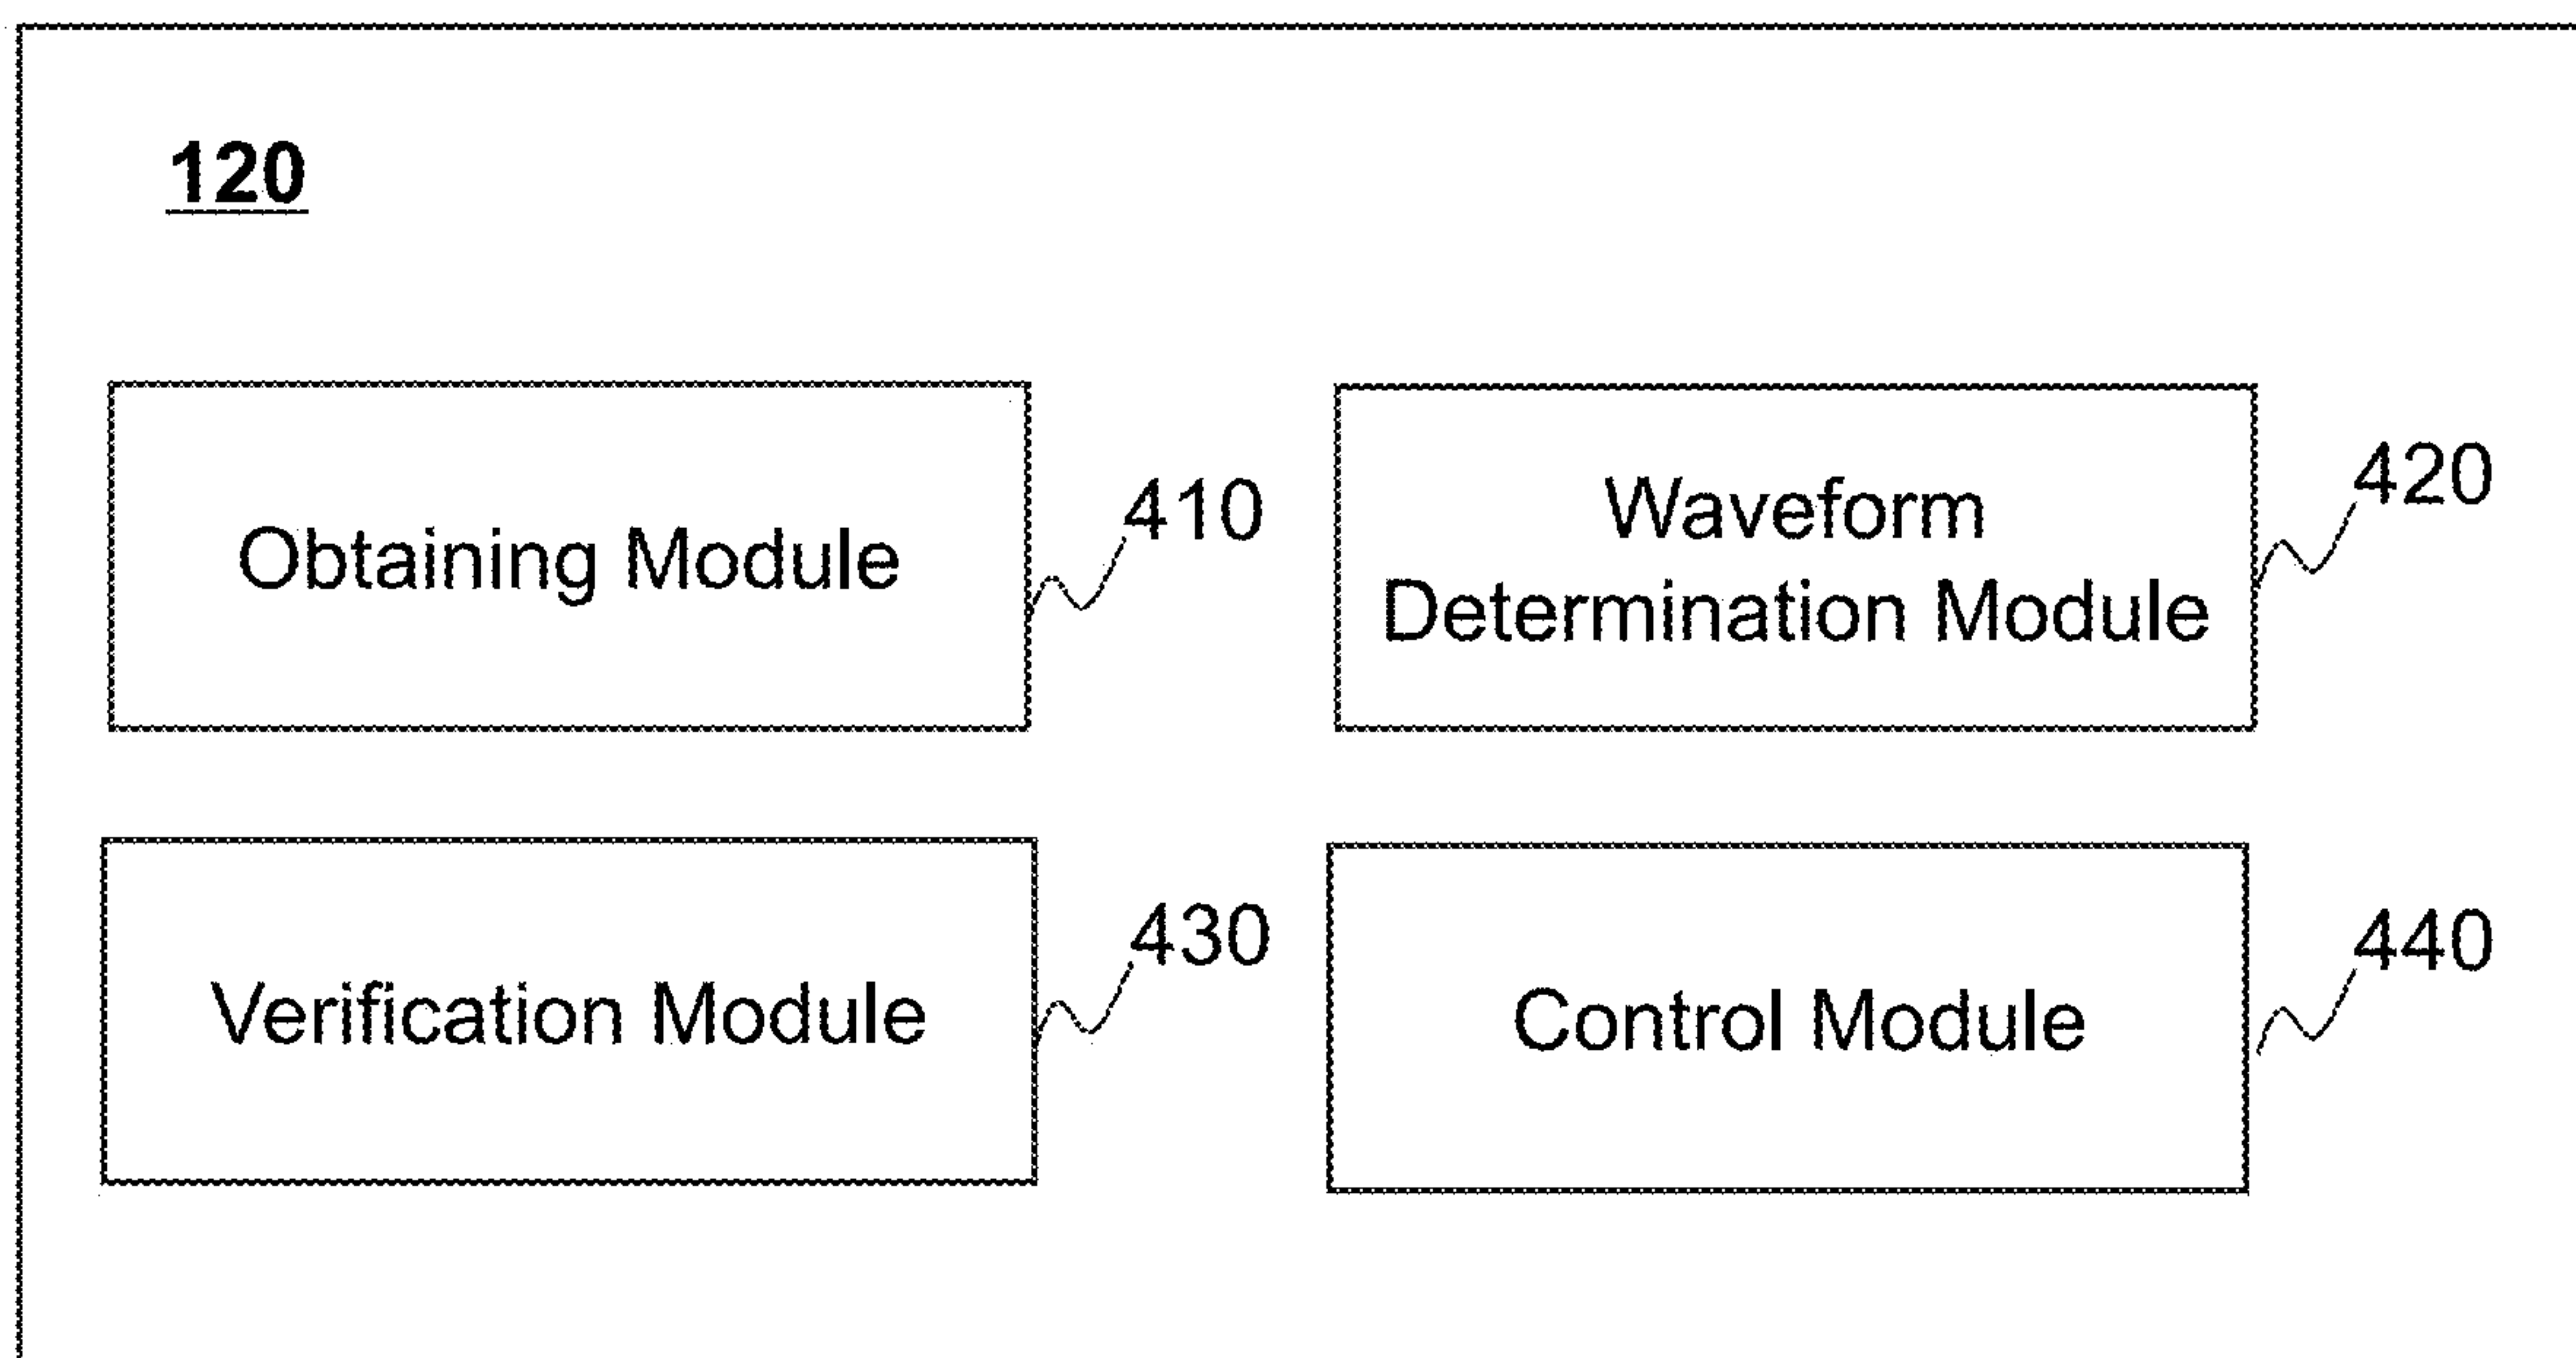 120
Obtaining Module
410
Waveform
Determination Module
420
Verification Module
430
Control Module
440